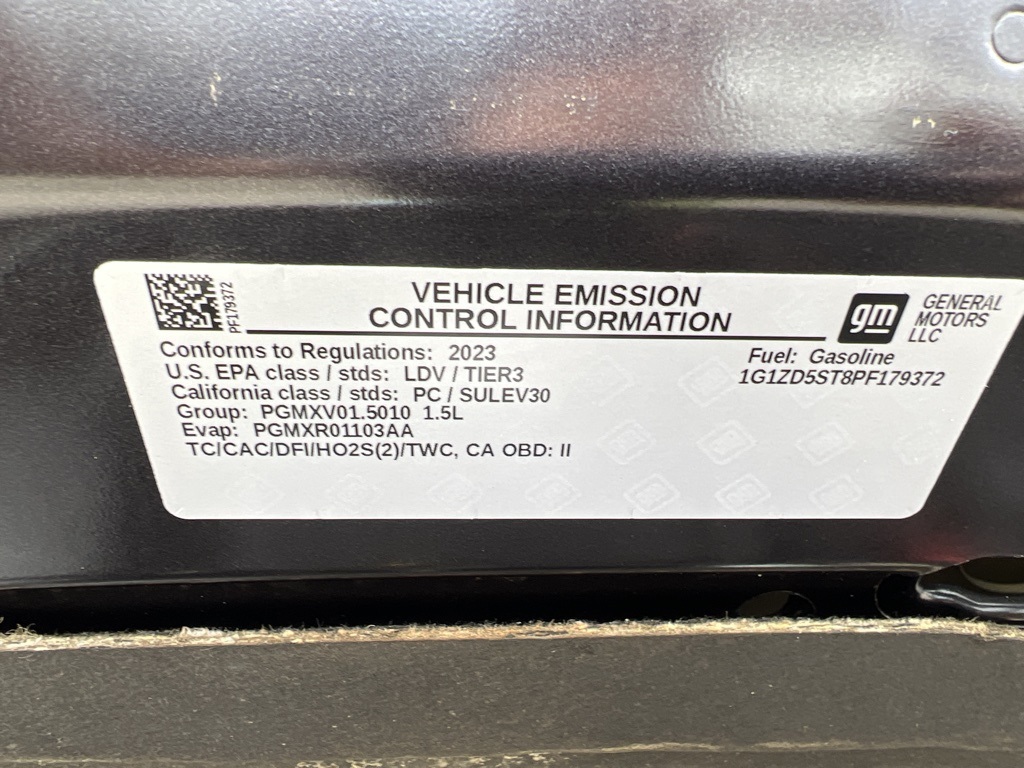 PF179372
VEHICLE EMISSION
CONTROL INFORMATION
gm
GENERAL
MOTORS
LLC
Conforms to Regulations: 2023
U.S. EPA class / stds: LDV / TIER3
California class / stds: PC / SULEV30
Group: PGMXV01.5010 1.5L
Evap: PGMXR01103AA
TC/CAC/DFI/HO2S(2)/TWC, CA OBD: II
Fuel: Gasoline
1G1ZD5ST8PF179372